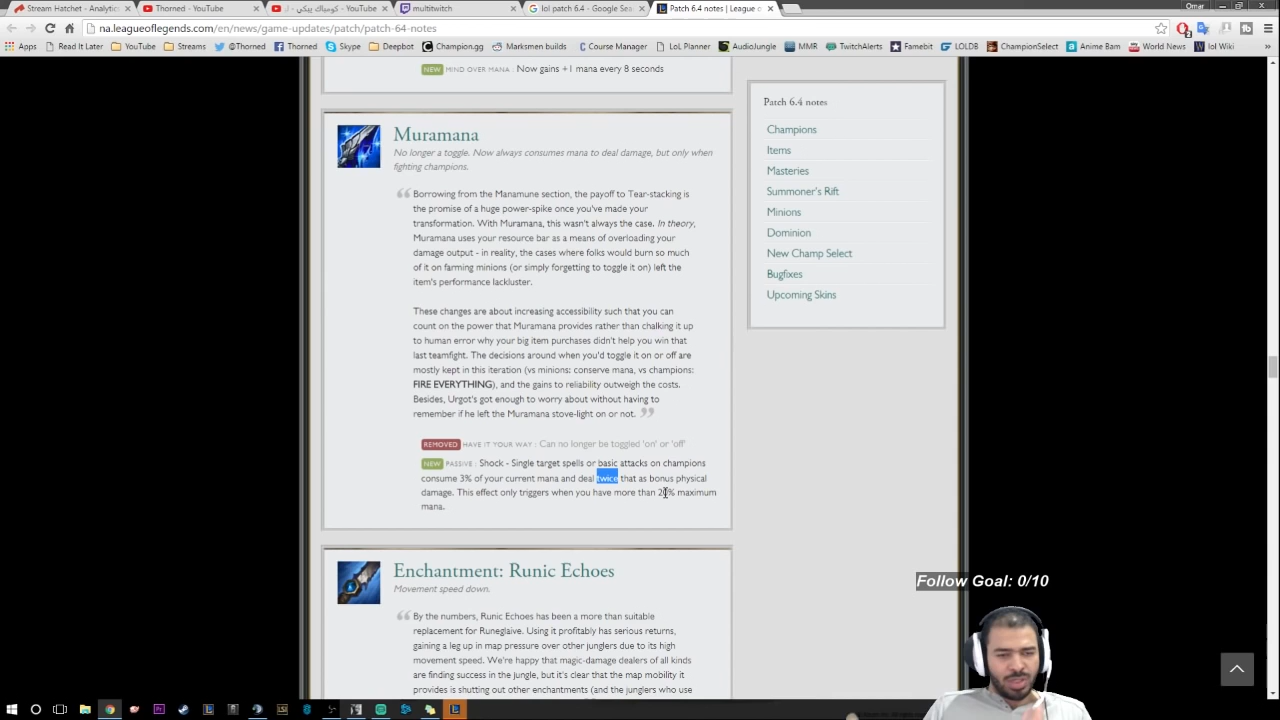 Stream Hatchet - Analytic
Thorned - YouTube
YouTube - كومباك بيكي - ل
multitwitch
lol patch 6.4 - Google Sea
Patch 6.4 notes | League o
Omar
na.leagueoflegends.com/en/news/game-updates/patch/patch-64-notes
Apps
Read It Later
YouTube
Streams
@Thorned
Thorned
Skype
Deepbot
Champion.gg
Marksmen builds
Course Manager
LoL Planner
AudioJungle
MMR
TwitchAlerts
Famebit
LOLDB
ChampionSelect
Anime Bam
World News
lol Wiki
NEW MIND OVER MANA : Now gains +1 mana every 8 seconds
Muramana
No longer a toggle. Now always consumes mana to deal damage, but only when
fighting champions.
Borrowing from the Manamune section, the payoff to Tear-stacking is
the promise of a huge power-spike once you've made your
transformation. With Muramana, this wasn't always the case. In theory,
Muramana uses your resource bar as a means of overloading your
damage output - in reality, the cases where folks would burn so much
of it on farming minions (or simply forgetting to toggle it on) left the
item's performance lackluster.
These changes are about increasing accessibility such that you can
count on the power that Muramana provides rather than chalking it up
to human error why your big item purchases didn't help you win that
last teamfight. The decisions around when you'd toggle it on or off are
mostly kept in this iteration (vs minions: conserve mana, vs champions:
FIRE EVERYTHING), and the gains to reliability outweigh the costs.
Besides, Urgot's got enough to worry about without having to
remember if he left the Muramana stove-light on or not.
REMOVED HAVE IT YOUR WAY : Can no longer be toggled 'on' or 'off'
NEW PASSIVE : Shock - Single target spells or basic attacks on champions
consume 3% of your current mana and deal twice that as bonus physical
damage. This effect only triggers when you have more than 20% maximum
mana.
Enchantment: Runic Echoes
Movement speed down.
By the numbers, Runic Echoes has been a more than suitable
replacement for Runeglaive. Using it profitably has serious returns,
gaining a leg up in map pressure over other junglers due to its high
movement speed. We're happy that magic-damage dealers of all kinds
are finding success in the jungle, but it's clear that the map mobility it
provides is shutting out other enchantments (and the junglers who use
Patch 6.4 notes
Champions
Items
Masteries
Summoner's Rift
Minions
Dominion
New Champ Select
Bugfixes
Upcoming Skins
Follow Goal: 0/10